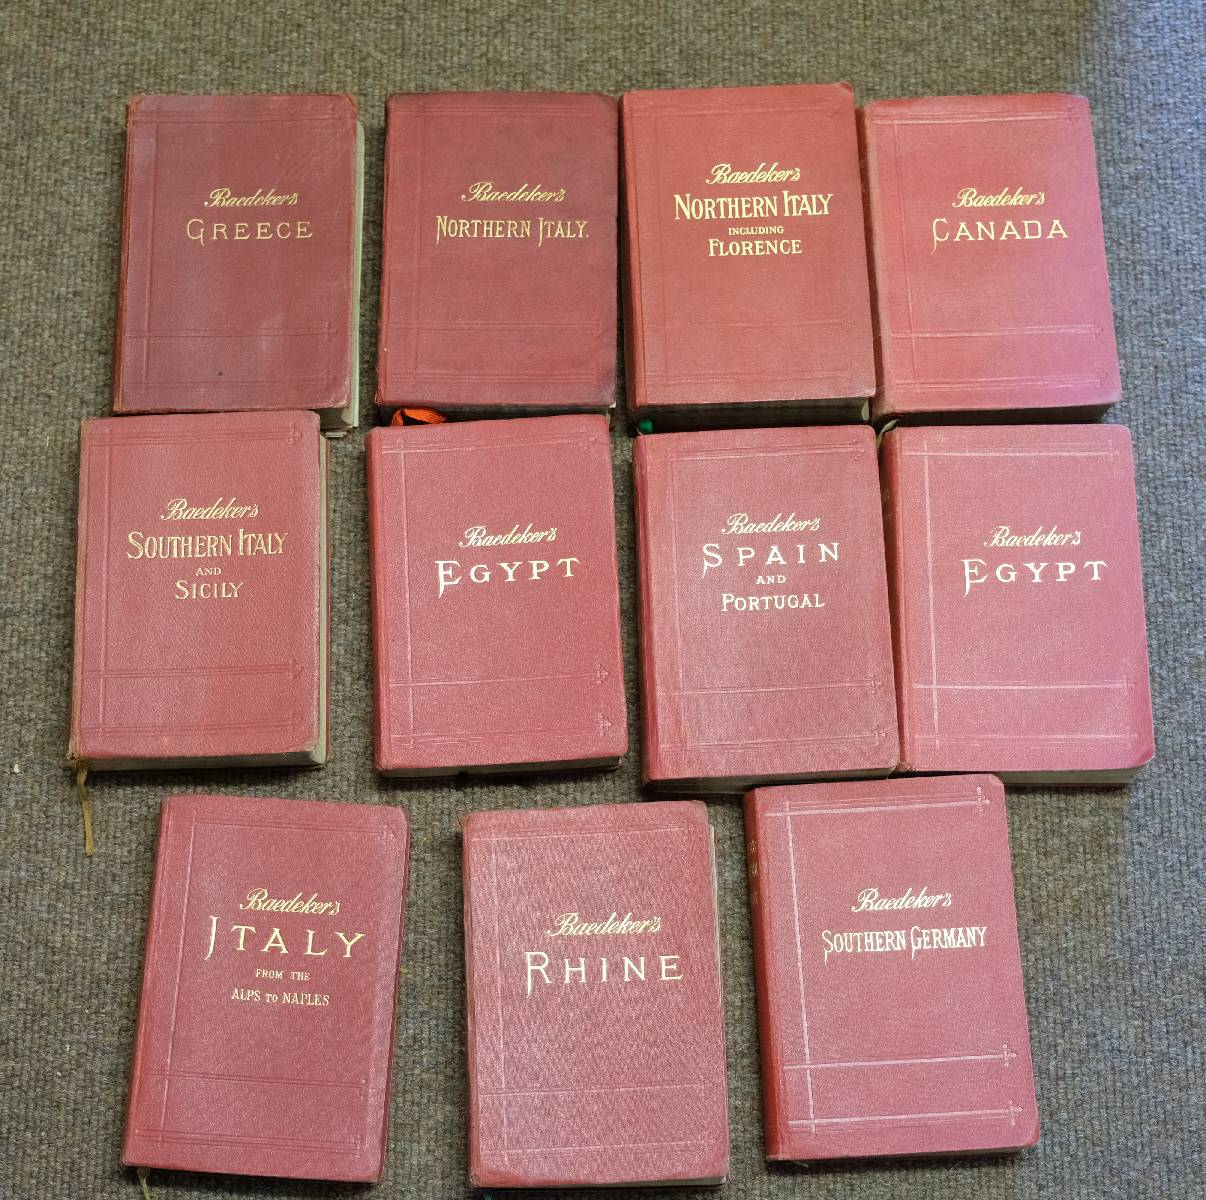 Baedeker's
GREECE
Baedeker's
NORTHERN ITALY.
Baedeker's
NORTHERN ITALY
INCLUDING
FLORENCE
Baedeker's
CANADA
Baedeker's
SOUTHERN ITALY
AND
SICILY
Baedeker's
EGYPT
Baedeker's
SPAIN
AND
PORTUGAL
Baedeker's
EGYPT
Baedeker's
ITALY
FROM THE
ALPS TO NAPLES
Baedeker's
RHINE
Baedeker's
SOUTHERN GERMANY